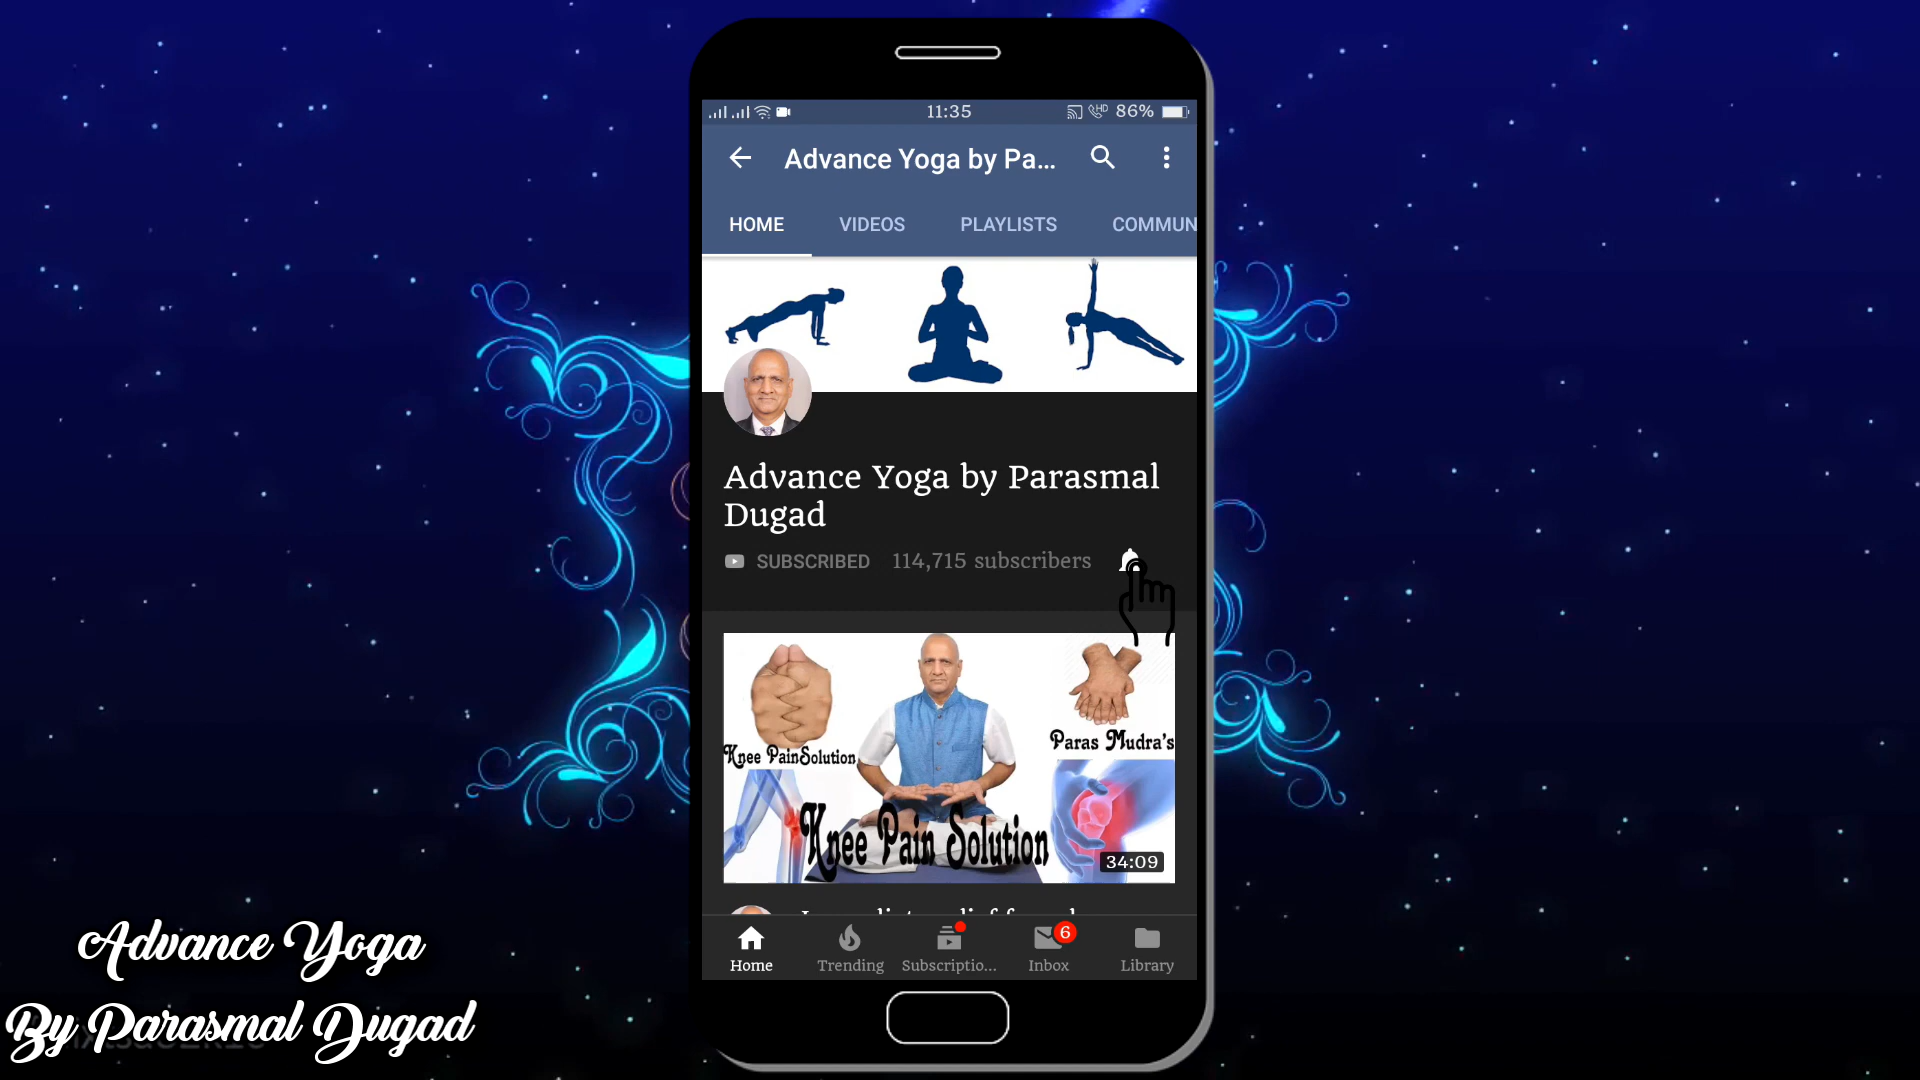 11:35
HD
86%
Advance Yoga by Pa...
HOME VIDEOS PLAYLISTS COMMUN
Advance Yoga by Parasmal
Dugad
SUBSCRIBED 114,715 subscribers
Knee PainSolution
Paras Mudra's
Knee Pain Solution
34:09
6
Home Trending Subscriptio... Inbox Library
Advance Yoga
By Parasmal Dugad